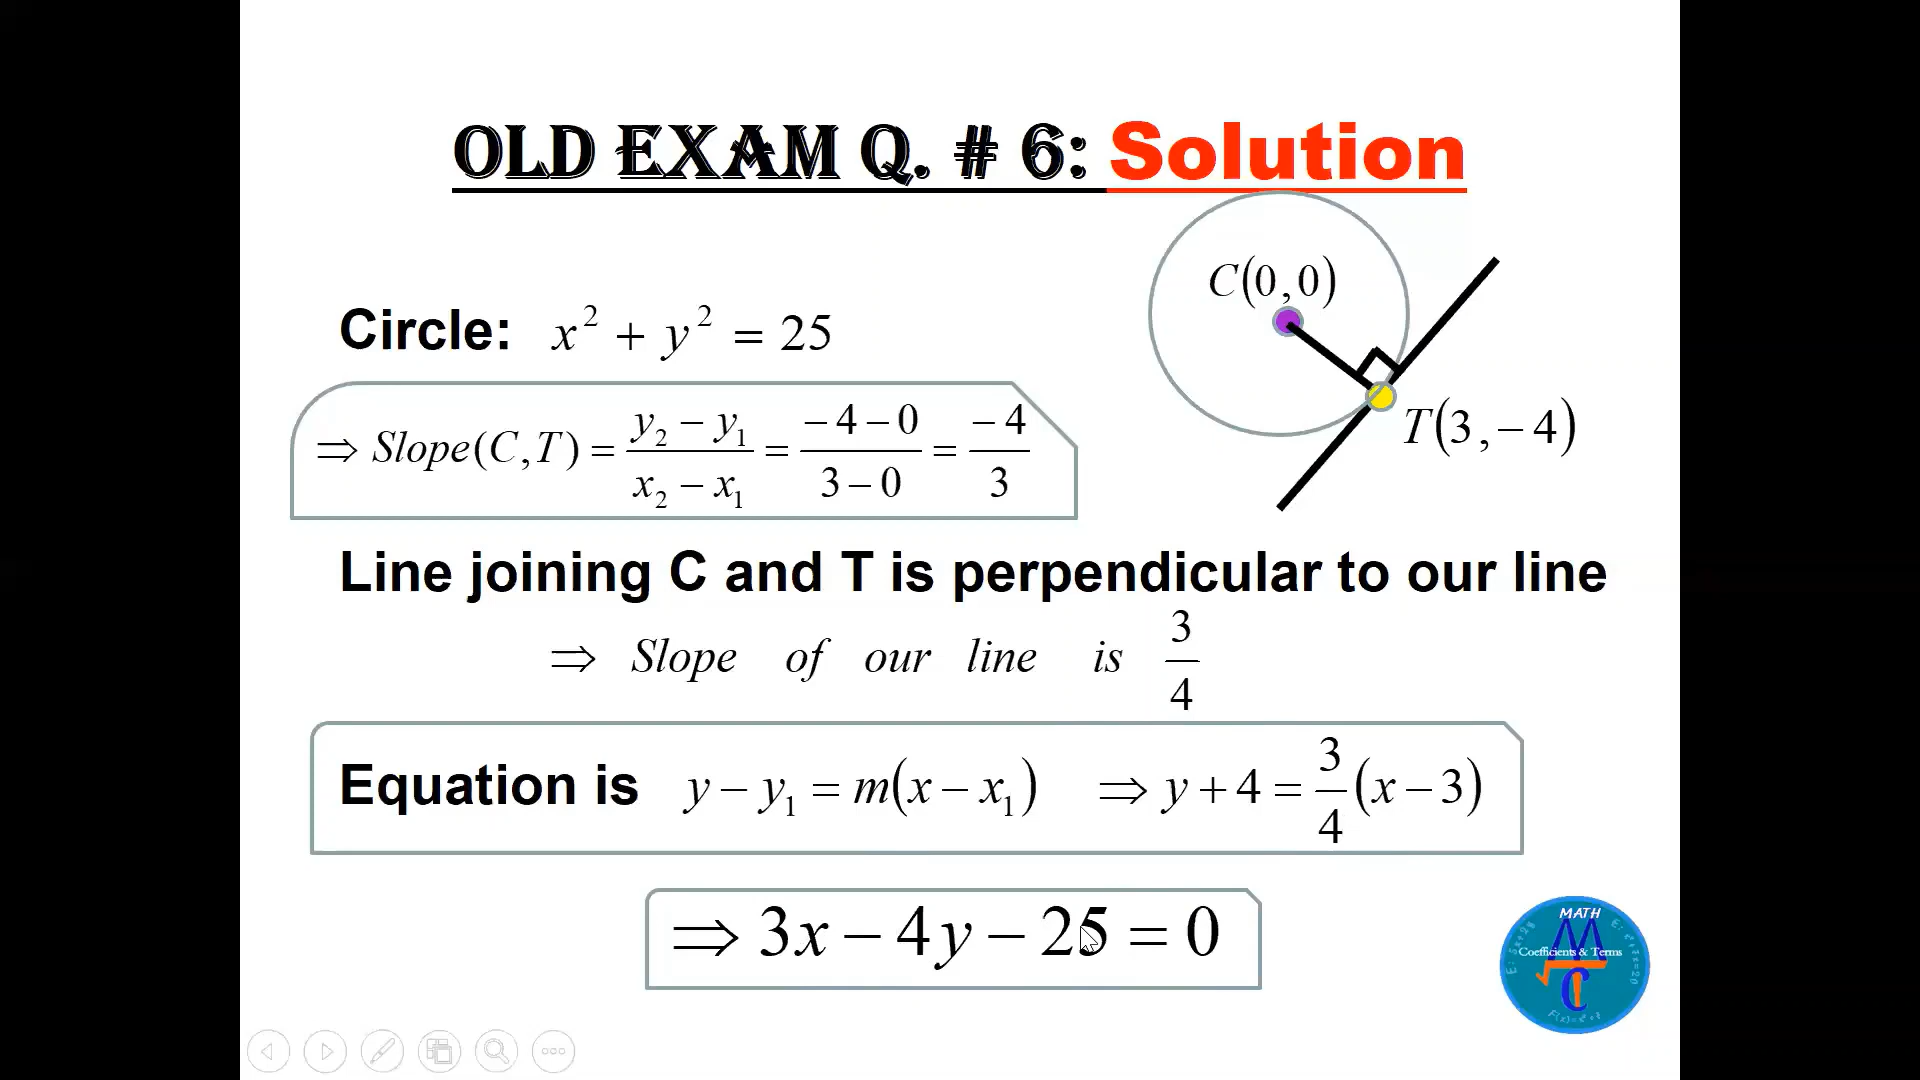 OLD EXAM Q. # 6: Solution
C(0,0)
Circle: x² + y² = 25
T(3,−4)
⇒ Slope(C,T) = (y₂ − y₁)/(x₂ − x₁) = (−4 − 0)/(3 − 0) = −4/3
Line joining C and T is perpendicular to our line
⇒ Slope of our line is 3/4
Equation is y − y₁ = m(x − x₁) ⇒ y + 4 = 3/4 (x − 3)
⇒ 3x − 4y − 25 = 0
MATH
M
Coefficients & Terms
C